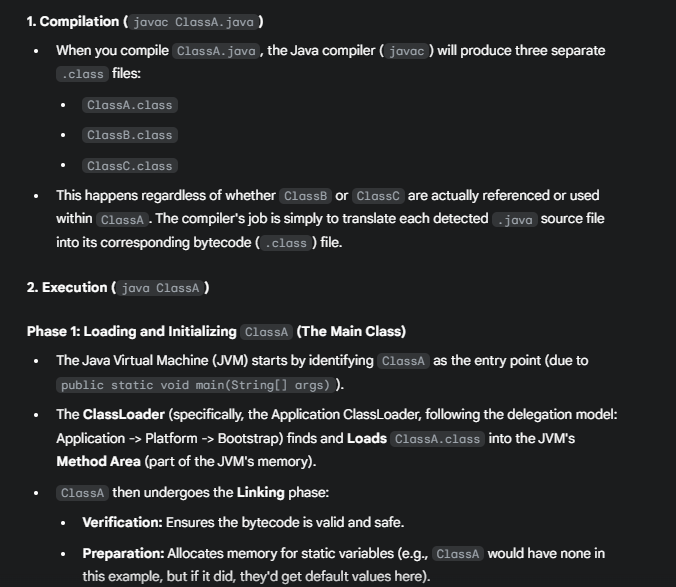 1. Compilation ( javac ClassA.java )
• When you compile ClassA.java , the Java compiler ( javac ) will produce three separate
.class files:
• ClassA.class
• ClassB.class
• ClassC.class
• This happens regardless of whether ClassB or ClassC are actually referenced or used
within ClassA . The compiler's job is simply to translate each detected .java source file
into its corresponding bytecode ( .class ) file.
2. Execution ( java ClassA )
Phase 1: Loading and Initializing ClassA (The Main Class)
• The Java Virtual Machine (JVM) starts by identifying ClassA as the entry point (due to
public static void main(String[] args) ).
• The ClassLoader (specifically, the Application ClassLoader, following the delegation model:
Application -> Platform -> Bootstrap) finds and Loads ClassA.class into the JVM's
Method Area (part of the JVM's memory).
• ClassA then undergoes the Linking phase:
• Verification: Ensures the bytecode is valid and safe.
• Preparation: Allocates memory for static variables (e.g., ClassA would have none in
this example, but if it did, they'd get default values here).